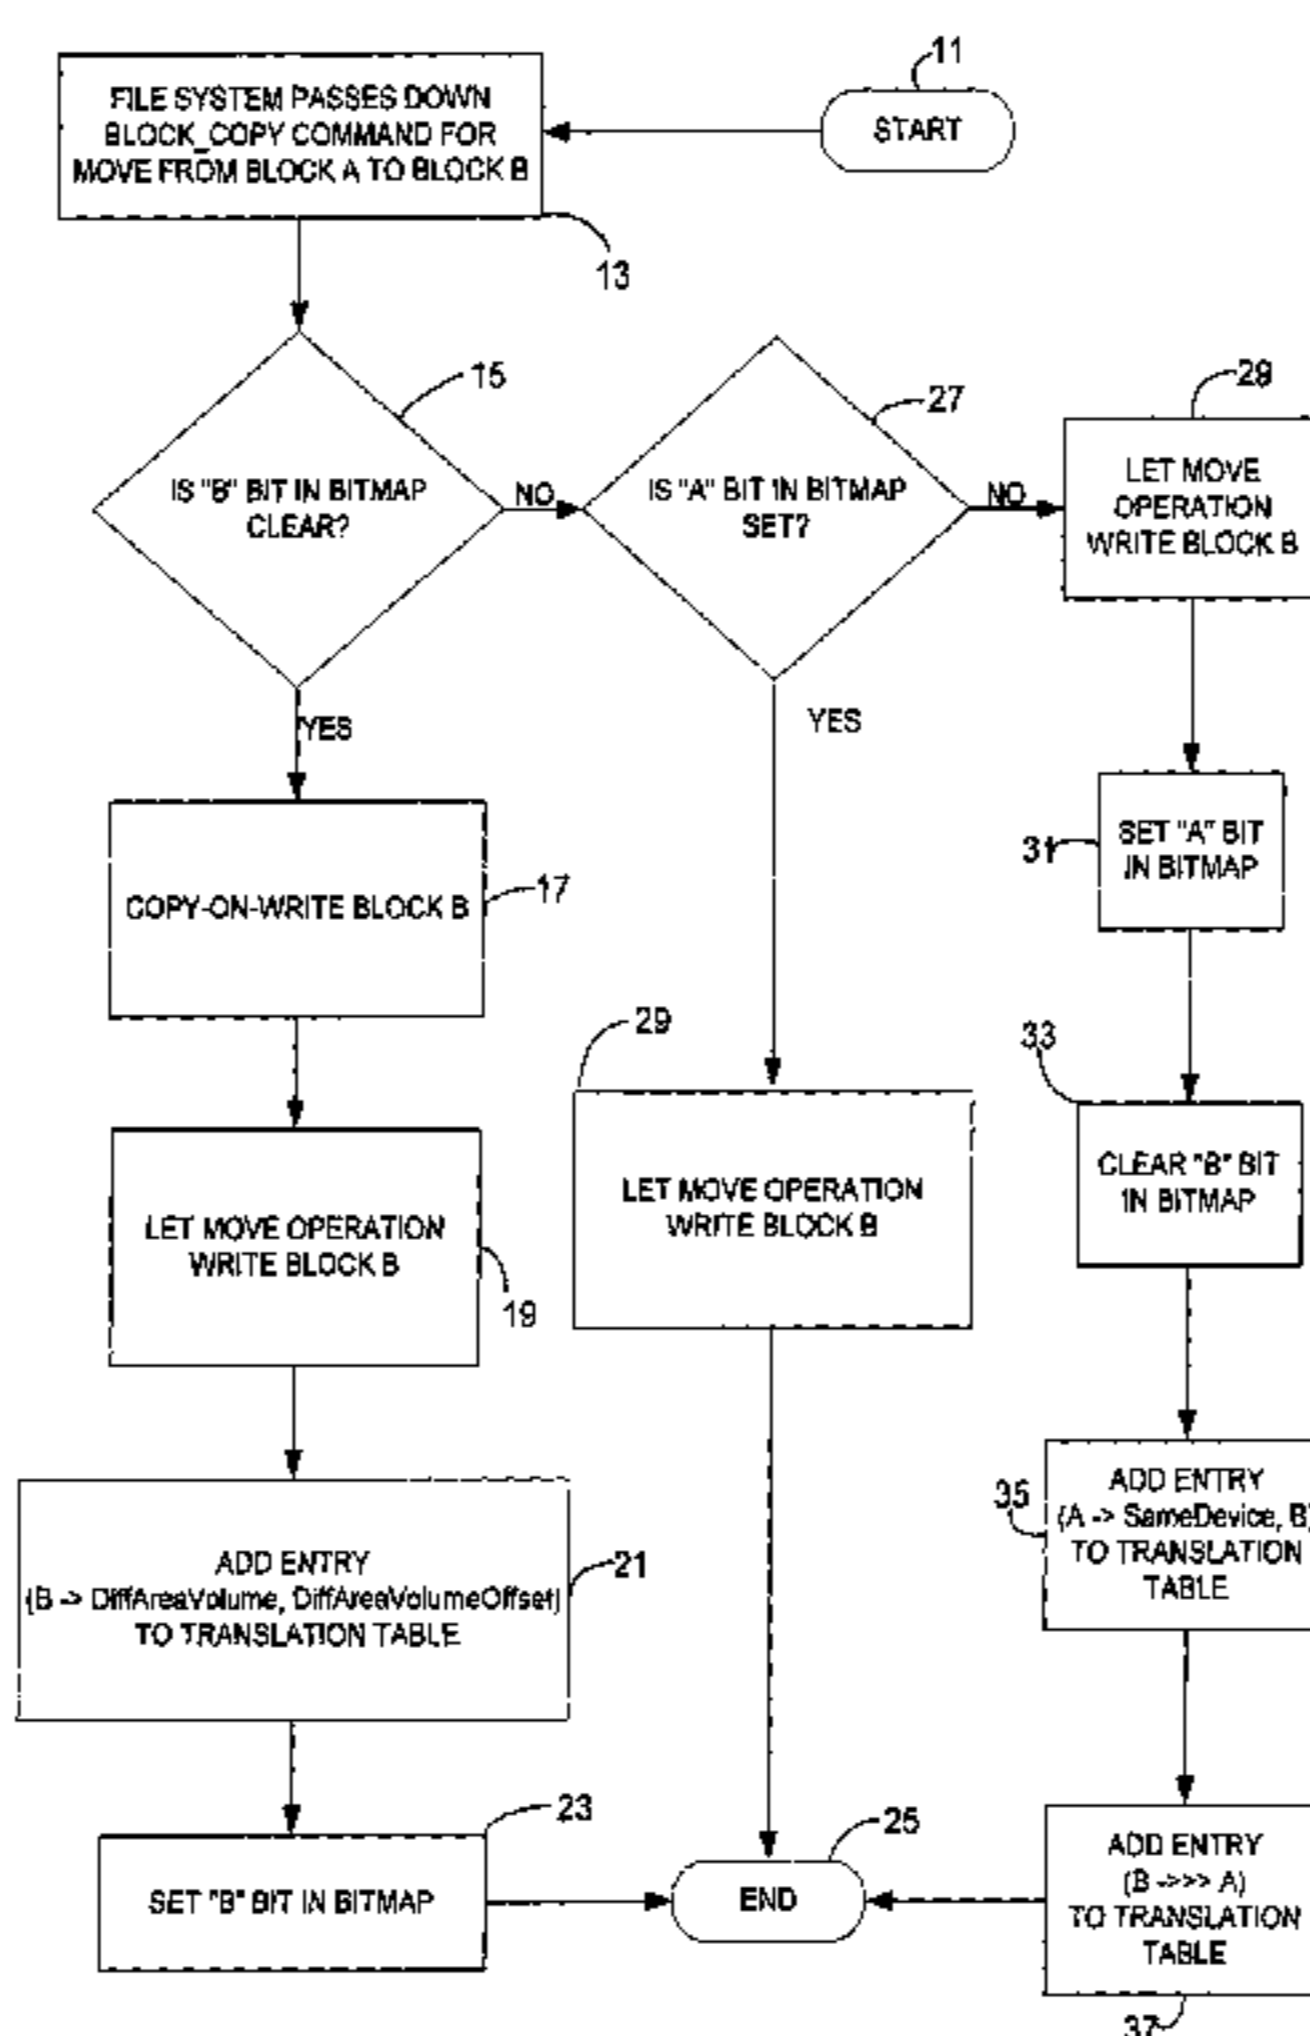 11
START
FILE SYSTEM PASSES DOWN
BLOCK_COPY COMMAND FOR
MOVE FROM BLOCK A TO BLOCK B
13
15
IS "B" BIT IN BITMAP
CLEAR?
NO
27
IS "A" BIT IN BITMAP
SET?
NO
29
LET MOVE
OPERATION
WRITE BLOCK B
YES
YES
COPY-ON-WRITE BLOCK B
17
31
SET "A" BIT
IN BITMAP
29
33
LET MOVE OPERATION
WRITE BLOCK B
19
LET MOVE OPERATION
WRITE BLOCK B
CLEAR "B" BIT
IN BITMAP
ADD ENTRY
(B -> DiffAreaVolume, DiffAreaVolumeOffset)
TO TRANSLATION TABLE
21
35
ADD ENTRY
(A -> SameDevice, B)
TO TRANSLATION
TABLE
23
SET "B" BIT IN BITMAP
25
END
ADD ENTRY
(B ->>> A)
TO TRANSLATION
TABLE
37